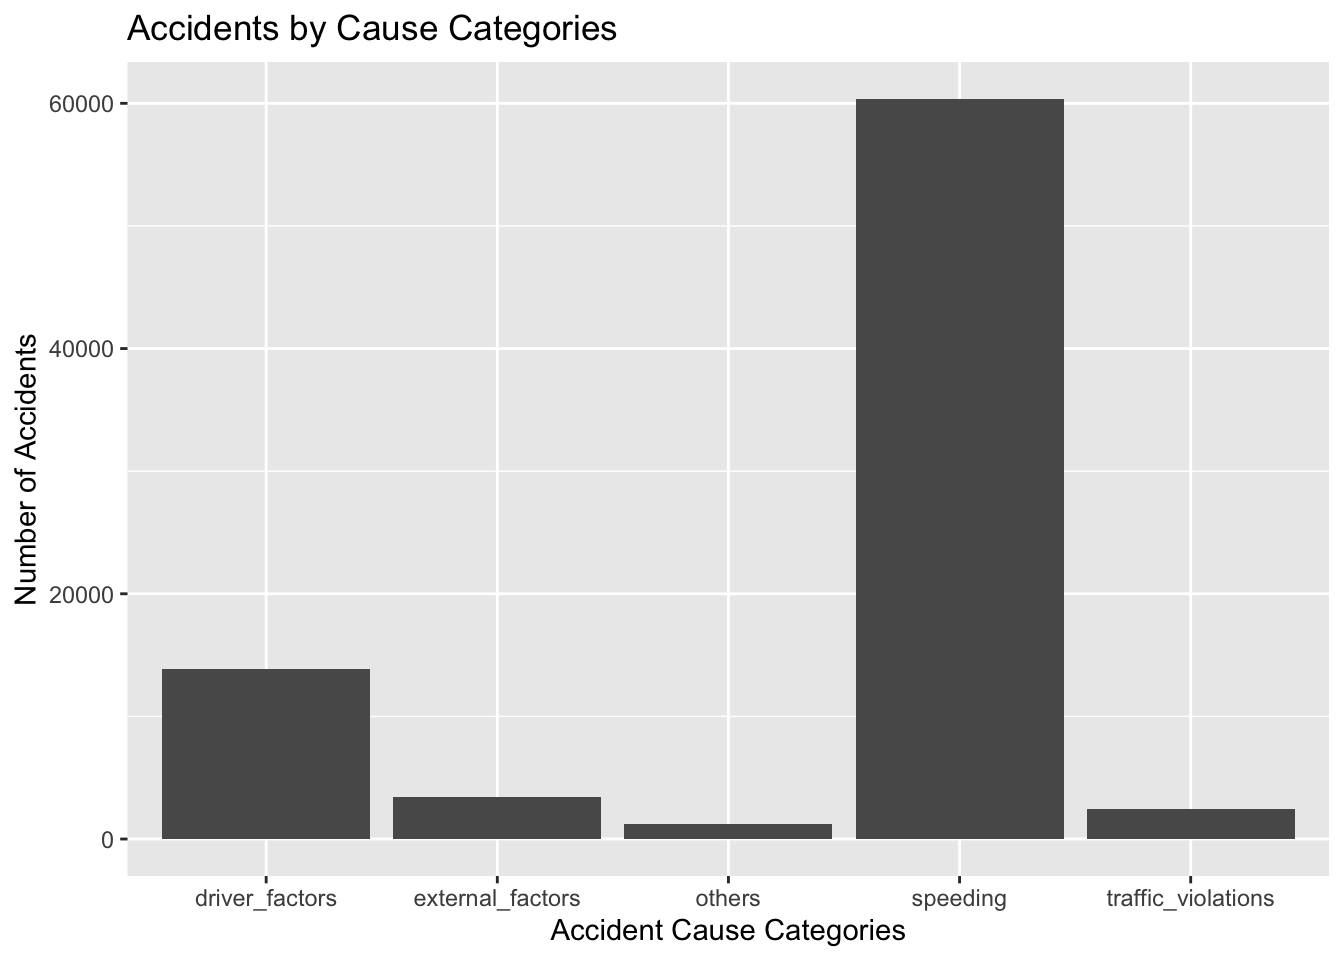 Accidents by Cause Categories
Number of Accidents
60000
40000
20000
0
driver_factors external_factors others speeding traffic_violations
Accident Cause Categories